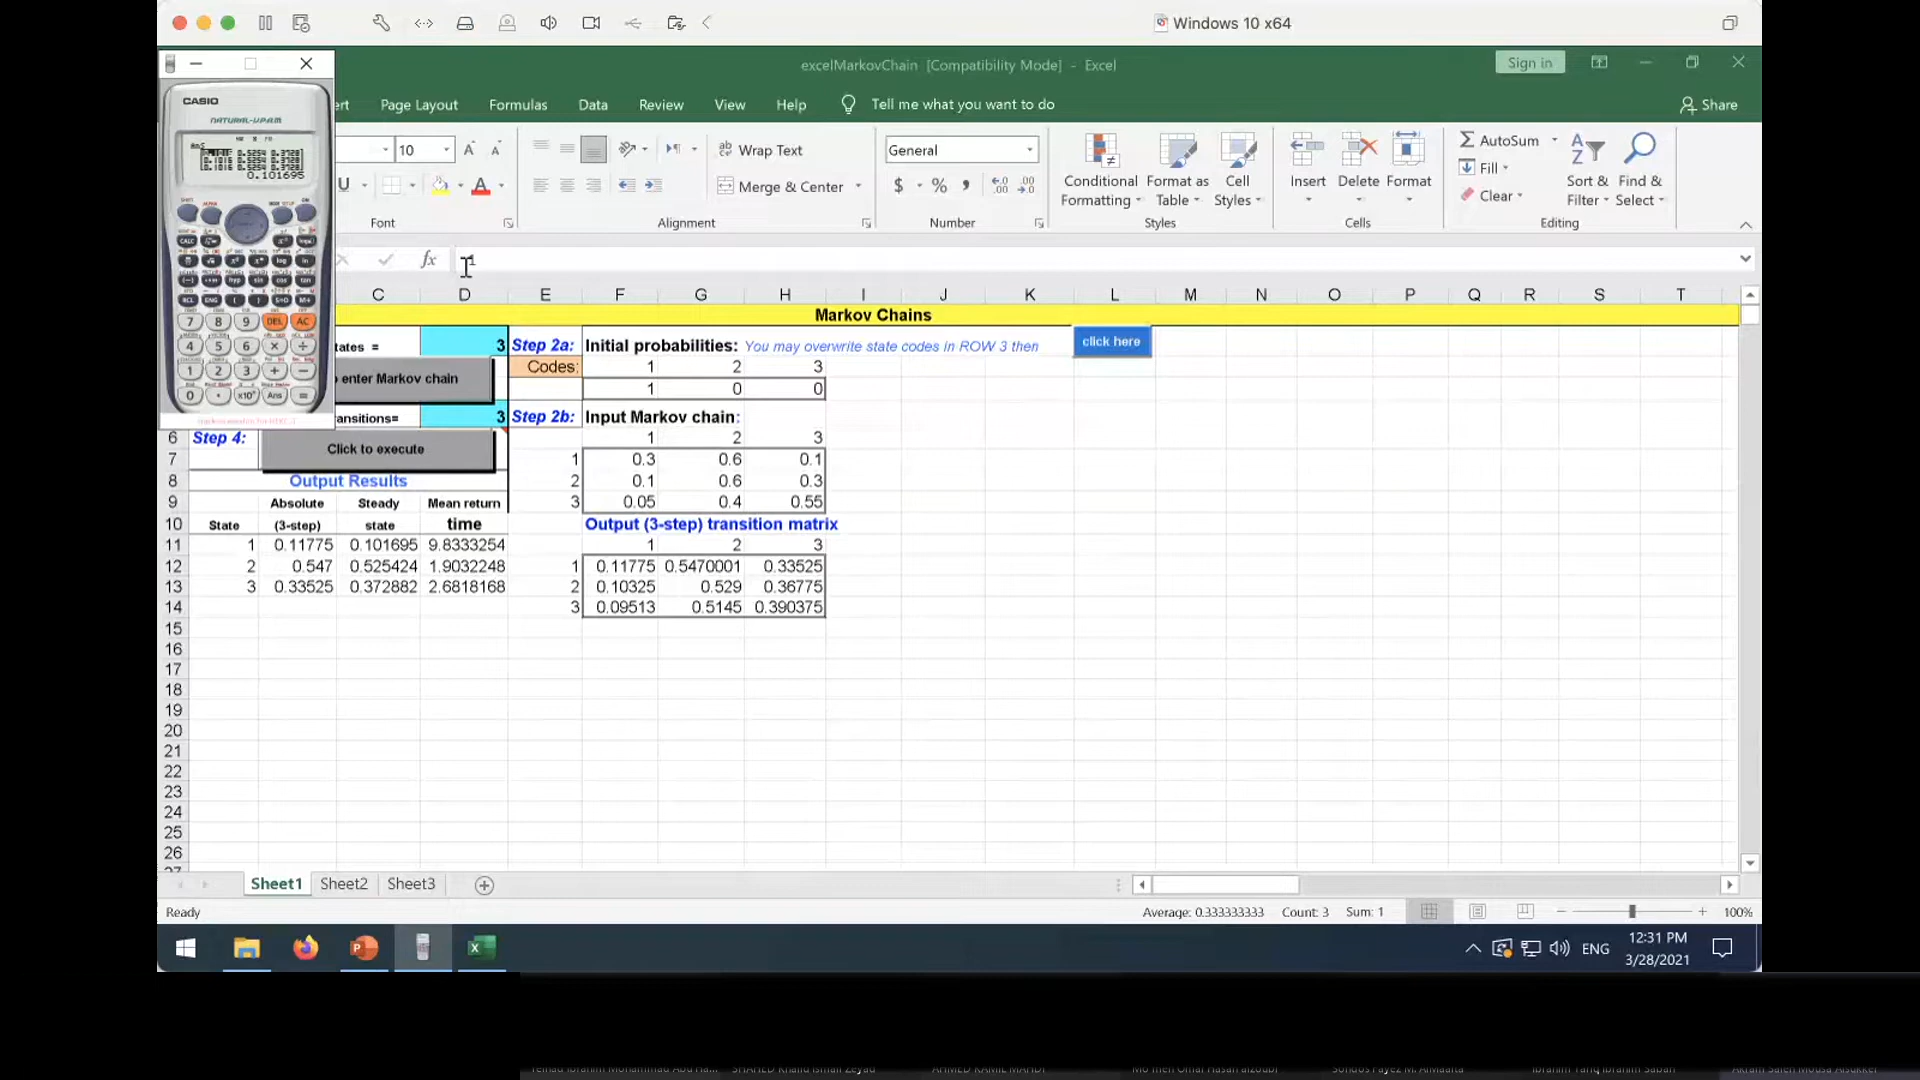 Windows 10 x64
excelMarkovChain [Compatibility Mode] - Excel
Sign in
Page Layout Formulas Data Review View Help Tell me what you want to do
Share
CASIO
NATURAL-V.P.A.M.
Ans
0.101695
10
Wrap Text
General
AutoSum
Fill
Clear
U
A
Merge & Center
$ %
Conditional Formatting
Format as Table
Cell Styles
Insert Delete Format
Sort & Filter
Find & Select
Font Alignment Number Styles Cells Editing
fx
C D E F G H I J K L M N O P Q R S T
Markov Chains
tates = 3 Step 2a: Initial probabilities: You may overwrite state codes in ROW 3 then click here
enter Markov chain Codes: 1 2 3
1 0 0
ansitions= 3 Step 2b: Input Markov chain:
6 Step 4: Click to execute 1 2 3
7 1 0.3 0.6 0.1
8 Output Results 2 0.1 0.6 0.3
9 Absolute Steady Mean return 3 0.05 0.4 0.55
10 State (3-step) state time Output (3-step) transition matrix
11 1 0.11775 0.101695 9.8333254 1 2 3
12 2 0.547 0.525424 1.9032248 1 0.11775 0.5470001 0.33525
13 3 0.33525 0.372882 2.6818168 2 0.10325 0.529 0.36775
14 3 0.09513 0.5145 0.390375
15
16
17
18
19
20
21
22
23
24
25
26
Sheet1 Sheet2 Sheet3
Ready
Average: 0.333333333 Count: 3 Sum: 1
100%
ENG
12:31 PM
3/28/2021